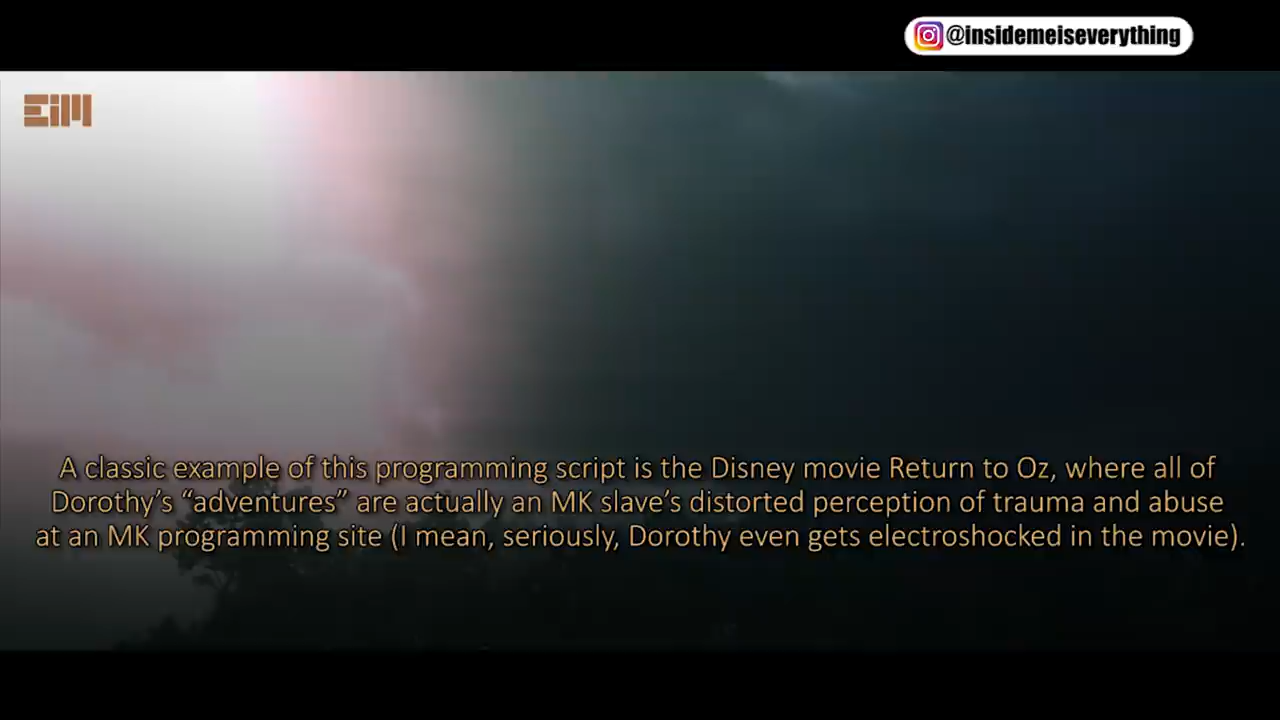 @insidemeiseverything
EiM
A classic example of this programming script is the Disney movie Return to Oz, where all of
Dorothy’s “adventures” are actually an MK slave’s distorted perception of trauma and abuse
at an MK programming site (I mean, seriously, Dorothy even gets electroshocked in the movie).